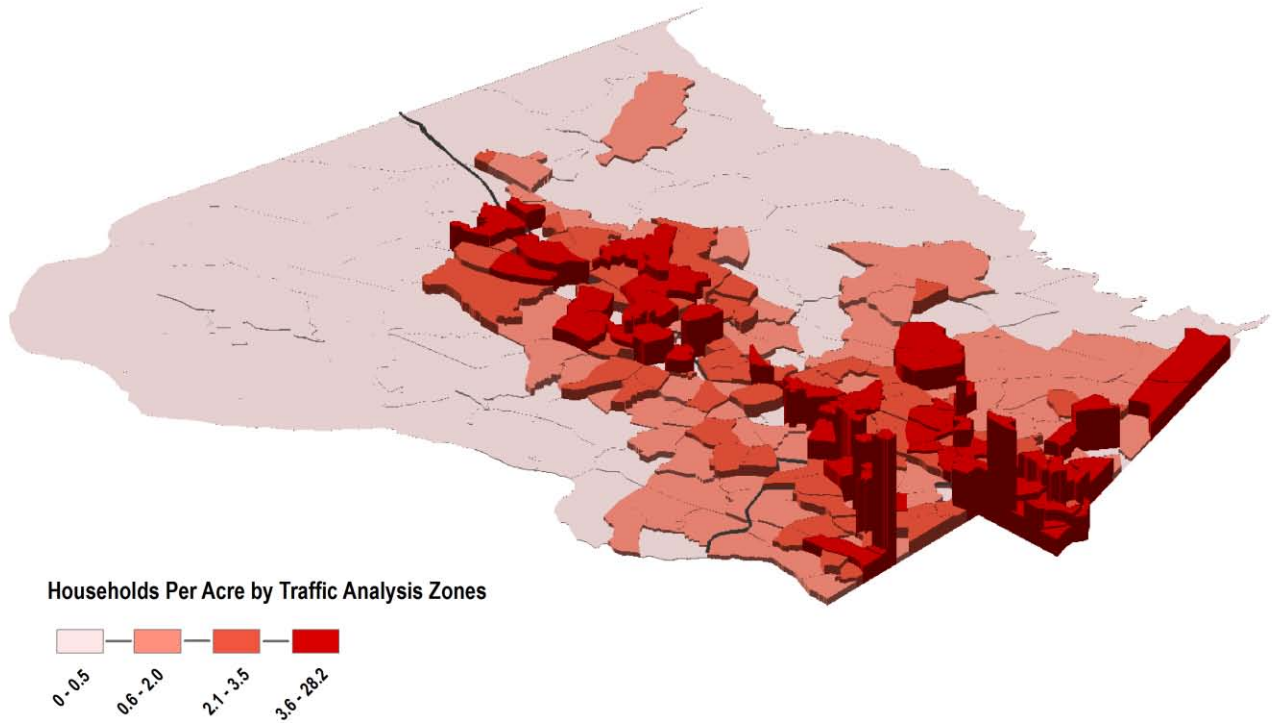 Households Per Acre by Traffic Analysis Zones
0 - 0.5
0.6 - 2.0
2.1 - 3.5
3.6 - 28.2